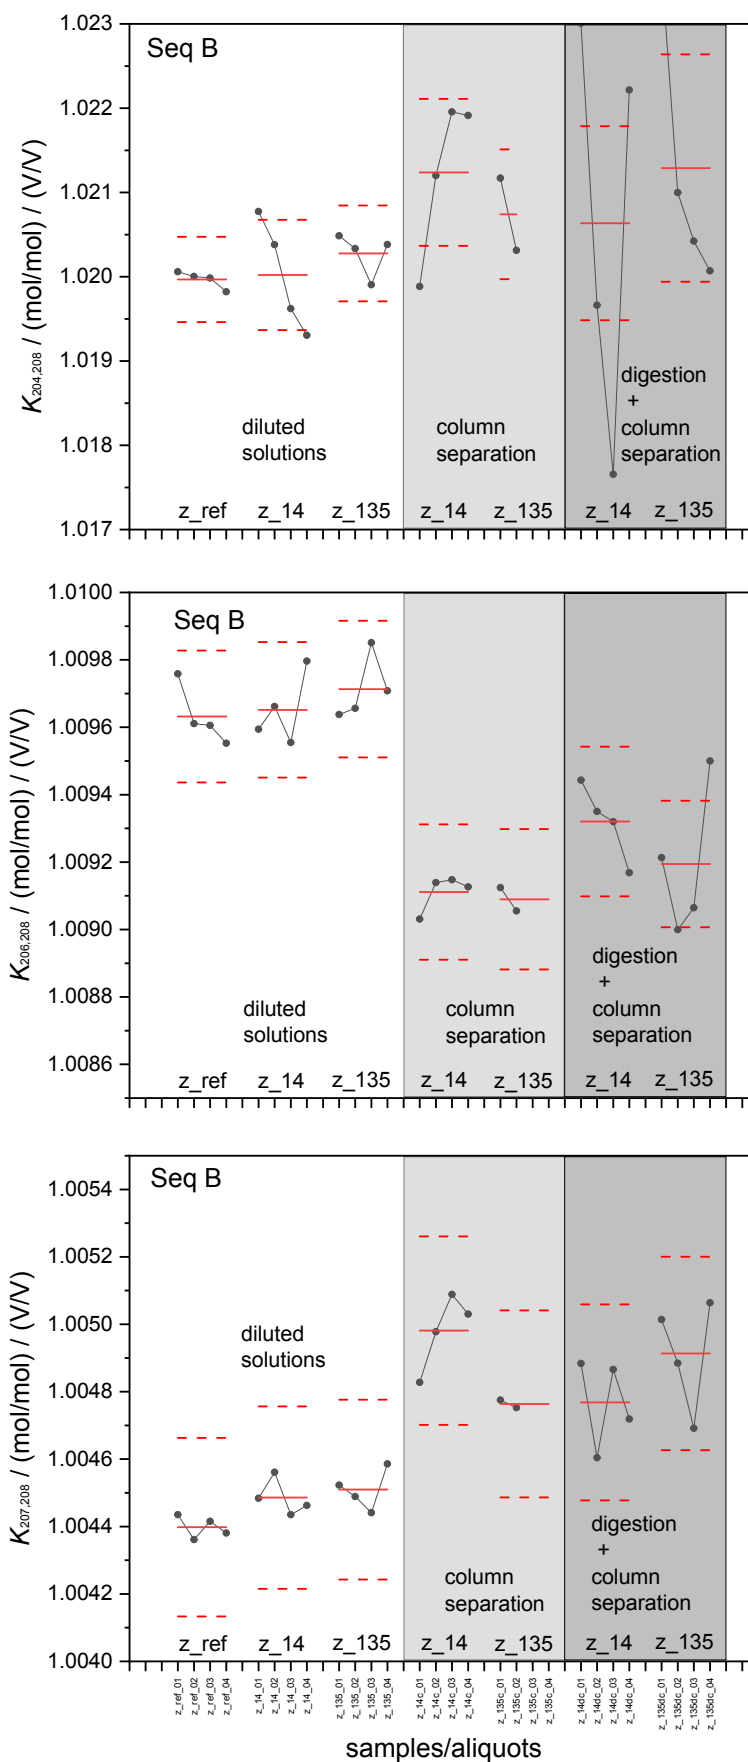 Seq B
1.023
1.022
1.021
1.020
1.019
1.018
1.017
K204,208 / (mol/mol) / (V/V)
diluted
solutions
column
separation
digestion
+
column
separation
z_ref z_14 z_135 z_14 z_135 z_14 z_135
Seq B
1.0100
1.0098
1.0096
1.0094
1.0092
1.0090
1.0088
1.0086
K206,208 / (mol/mol) / (V/V)
diluted
solutions
column
separation
digestion
+
column
separation
z_ref z_14 z_135 z_14 z_135 z_14 z_135
Seq B
1.0054
1.0052
1.0050
1.0048
1.0046
1.0044
1.0042
1.0040
K207,208 / (mol/mol) / (V/V)
diluted
solutions
column
separation
digestion
+
column
separation
z_ref z_14 z_135 z_14 z_135 z_14 z_135
z_ref_01
z_ref_02
z_ref_03
z_ref_04
z_14_01
z_14_02
z_14_03
z_14_04
z_135_01
z_135_02
z_135_03
z_135_04
z_14c_01
z_14c_02
z_14c_03
z_14c_04
z_135c_01
z_135c_02
z_135c_03
z_135c_04
z_14dc_01
z_14dc_02
z_14dc_03
z_14dc_04
z_135dc_01
z_135dc_02
z_135dc_03
z_135dc_04
samples/aliquots